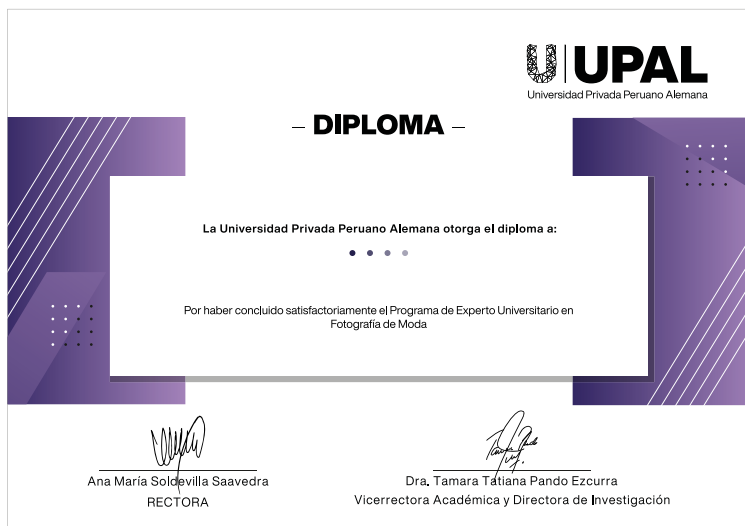 UPAL
Universidad Privada Peruano Alemana
– DIPLOMA –
La Universidad Privada Peruano Alemana otorga el diploma a:
Por haber concluido satisfactoriamente el Programa de Experto Universitario en
Fotografía de Moda
Ana María Soldevilla Saavedra
RECTORA
Dra. Tamara Tatiana Pando Ezcurra
Vicerrectora Académica y Directora de Investigación